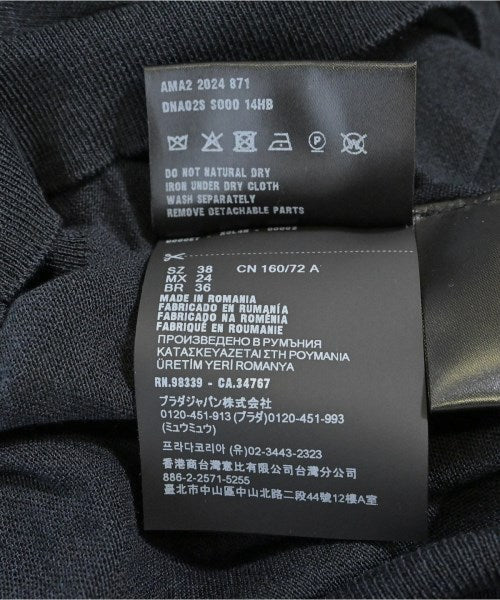 AMA2 2024 871
DNA02S S000 14HB
DO NOT NATURAL DRY
IRON UNDER DRY CLOTH
WASH SEPARATELY
REMOVE DETACHABLE PARTS
SZ 38 CN 160/72 A
MX 24
BR 36
MADE IN ROMANIA
FABRICADO EN RUMANÍA
FABRICADO NA ROMÊNIA
FABRIQUÉ EN ROUMANIE
ПРОИЗВЕДЕНО В РУМЪНИЯ
ΚΑΤΑΣΚΕΥΑΖΕΤΑΙ ΣΤΗ ΡΟΥΜΑΝΙΑ
ÜRETİM YERİ ROMANYA
RN.98339 - CA.34767
プラダジャパン株式会社
0120-451-913 (プラダ)0120-451-993
(ミュウミュウ)
프라다코리아 (유) 02-3443-2323
香港商台灣意比有限公司台灣分公司
886-2-2571-5255
臺北市中山區中山北路二段44號12樓A室